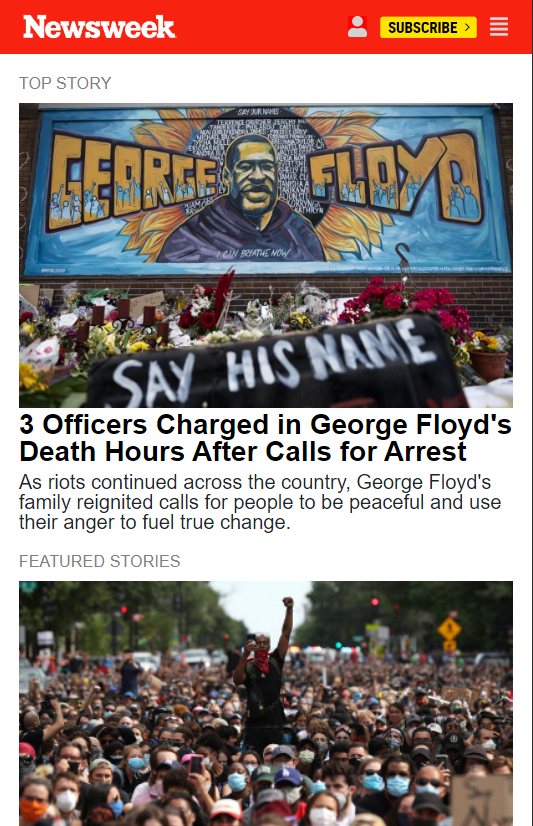 Newsweek
SUBSCRIBE >
TOP STORY
SAY OUR NAMES
GEORGE FLOYD
I CAN BREATHE NOW
SAY HIS NAME
3 Officers Charged in George Floyd's
Death Hours After Calls for Arrest
As riots continued across the country, George Floyd's
family reignited calls for people to be peaceful and use
their anger to fuel true change.
FEATURED STORIES